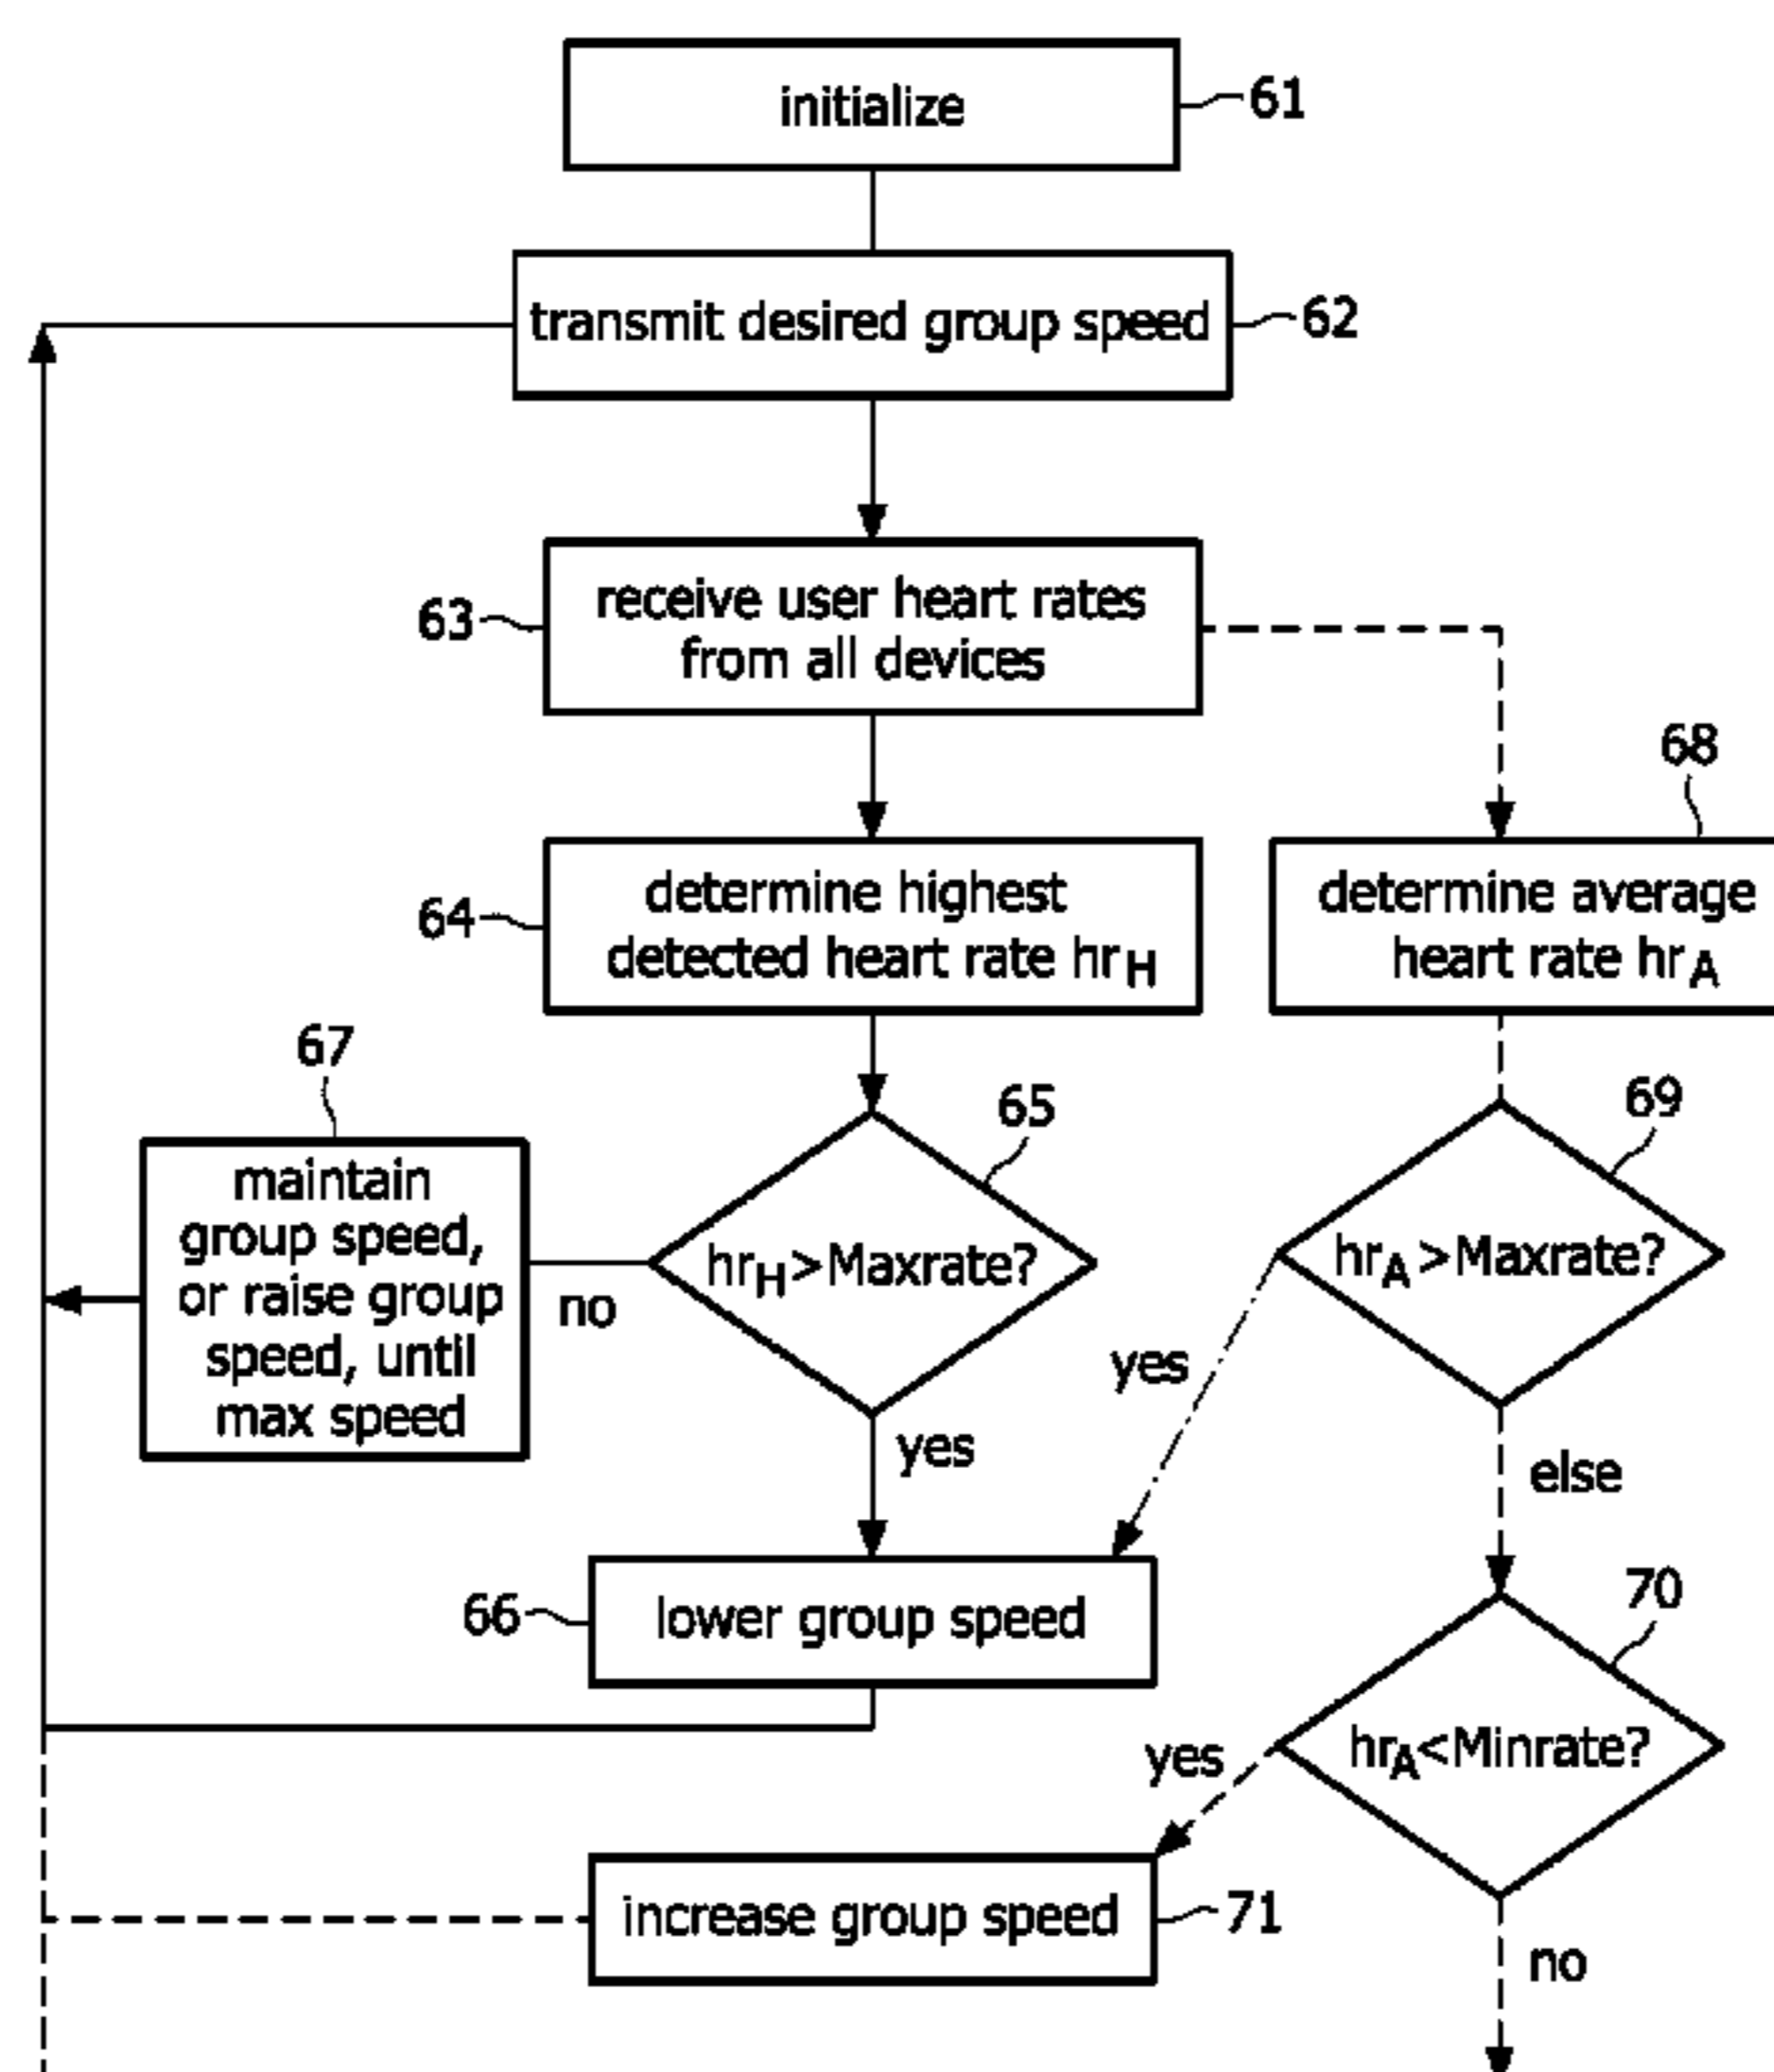 initialize
61
transmit desired group speed
62
63
receive user heart rates
from all devices
68
64
determine highest
detected heart rate hrH
determine average
heart rate hrA
67
65
69
maintain
group speed,
or raise group
speed, until
max speed
no
hrH>Maxrate?
hrA>Maxrate?
yes
yes
else
66
lower group speed
70
yes
hrA<Minrate?
increase group speed
71
no